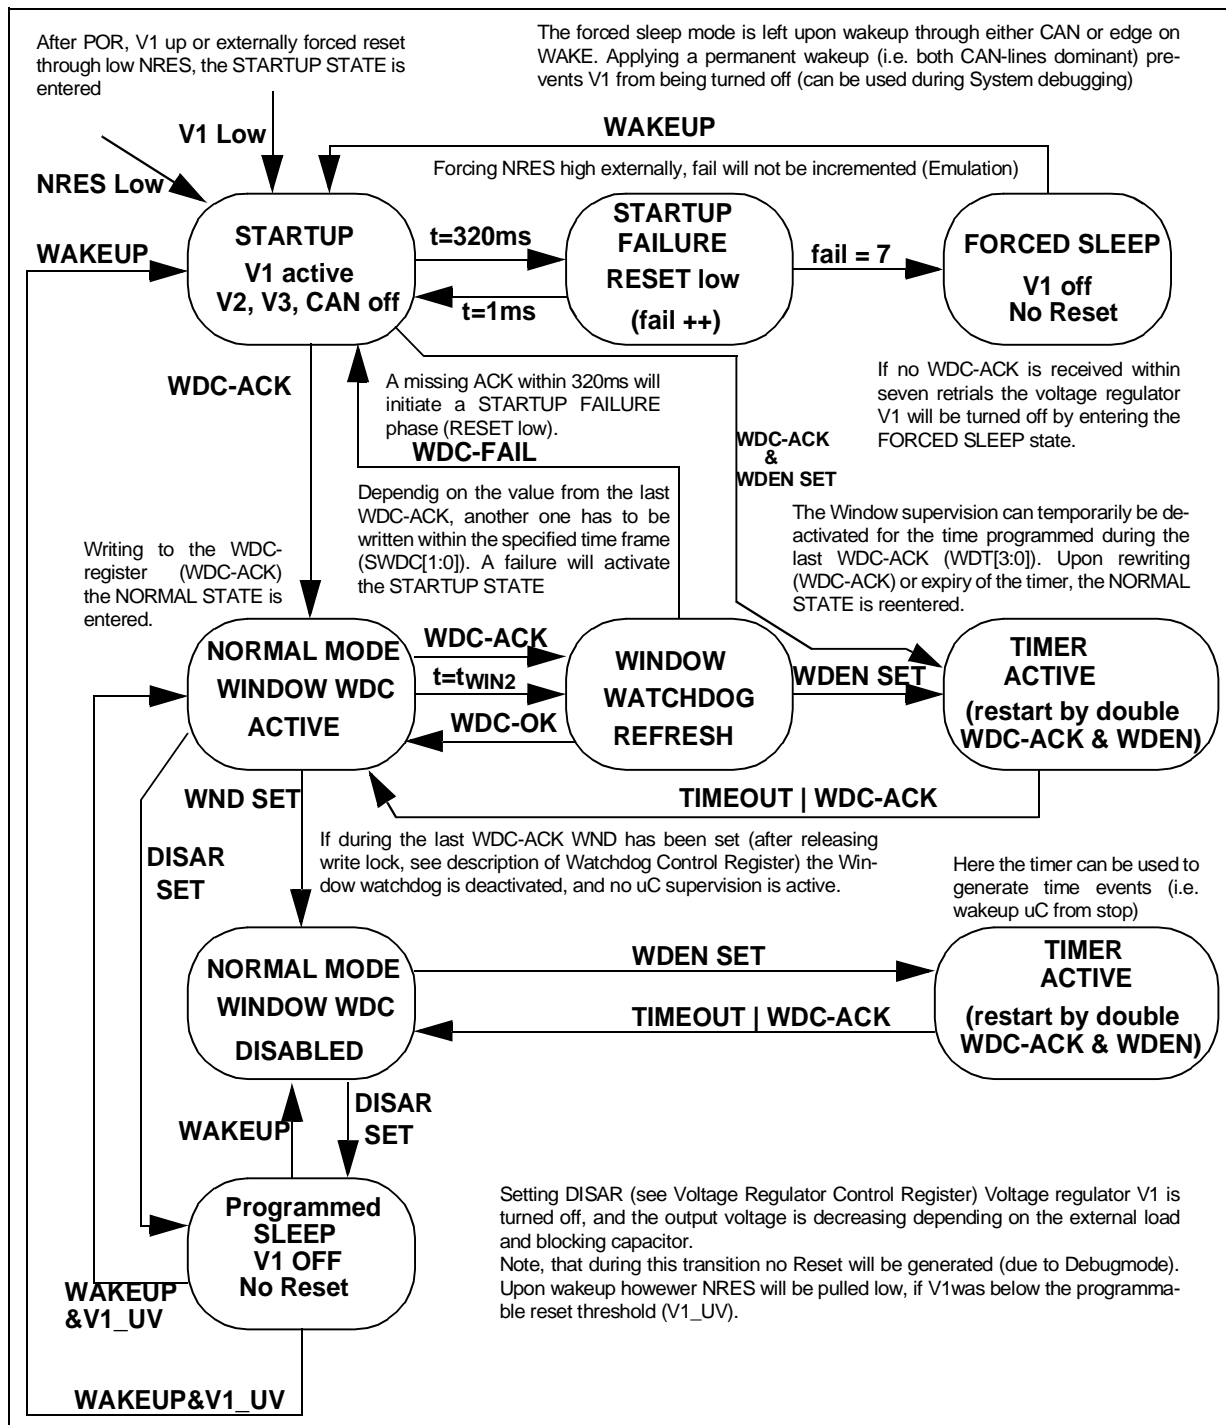 After POR, V1 up or externally forced reset
through low NRES, the STARTUP STATE is
entered
The forced sleep mode is left upon wakeup through either CAN or edge on
WAKE. Applying a permanent wakeup (i.e. both CAN-lines dominant) pre-
vents V1 from being turned off (can be used during System debugging)
V1 Low
NRES Low
WAKEUP
Forcing NRES high externally, fail will not be incremented (Emulation)
WAKEUP
STARTUP
V1 active
V2, V3, CAN off
t=320ms
t=1ms
STARTUP
FAILURE
RESET low
(fail ++)
fail = 7
FORCED SLEEP
V1 off
No Reset
WDC-ACK
A missing ACK within 320ms will
initiate a STARTUP FAILURE
phase (RESET low).
WDC-FAIL
WDC-ACK
&
WDEN SET
If no WDC-ACK is received within
seven retrials the voltage regulator
V1 will be turned off by entering the
FORCED SLEEP state.
Dependig on the value from the last
WDC-ACK, another one has to be
written within the specified time frame
(SWDC[1:0]). A failure will activate
the STARTUP STATE
The Window supervision can temporarily be de-
activated for the time programmed during the
last WDC-ACK (WDT[3:0]). Upon rewriting
(WDC-ACK) or expiry of the timer, the NORMAL
STATE is reentered.
Writing to the WDC-
register (WDC-ACK)
the NORMAL STATE is
entered.
NORMAL MODE
WINDOW WDC
ACTIVE
WDC-ACK
t=tWIN2
WDC-OK
WINDOW
WATCHDOG
REFRESH
WDEN SET
TIMER
ACTIVE
(restart by double
WDC-ACK & WDEN)
WND SET
TIMEOUT | WDC-ACK
DISAR
SET
If during the last WDC-ACK WND has been set (after releasing
write lock, see description of Watchdog Control Register) the Win-
dow watchdog is deactivated, and no uC supervision is active.
Here the timer can be used to
generate time events (i.e.
wakeup uC from stop)
NORMAL MODE
WINDOW WDC
DISABLED
WDEN SET
TIMEOUT | WDC-ACK
TIMER
ACTIVE
(restart by double
WDC-ACK & WDEN)
WAKEUP
DISAR
SET
Programmed
SLEEP
V1 OFF
No Reset
WAKEUP
&V1_UV
Setting DISAR (see Voltage Regulator Control Register) Voltage regulator V1 is
turned off, and the output voltage is decreasing depending on the external load
and blocking capacitor.
Note, that during this transition no Reset will be generated (due to Debugmode).
Upon wakeup howewer NRES will be pulled low, if V1was below the programma-
ble reset threshold (V1_UV).
WAKEUP&V1_UV